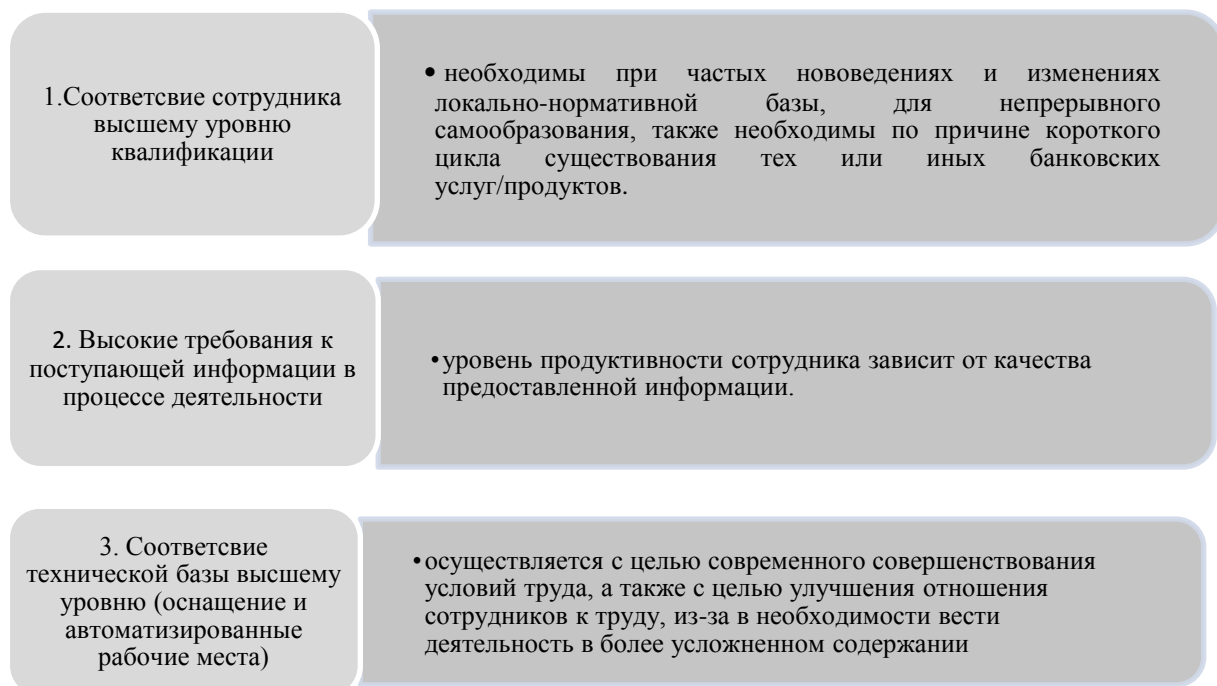 1.Соответсвие сотрудника
высшему уровню
квалификации
• необходимы при частых нововедениях и изменениях
локально-нормативной базы, для непрерывного
самообразования, также необходимы по причине короткого
цикла существования тех или иных банковских
услуг/продуктов.
2. Высокие требования к
поступающей информации в
процессе деятельности
•уровень продуктивности сотрудника зависит от качества
предоставленной информации.
3. Соответсвие
технической базы высшему
уровню (оснащение и
автоматизированные
рабочие места)
•осуществляется с целью современного совершенствования
условий труда, а также с целью улучшения отношения
сотрудников к труду, из-за в необходимости вести
деятельность в более усложненном содержании